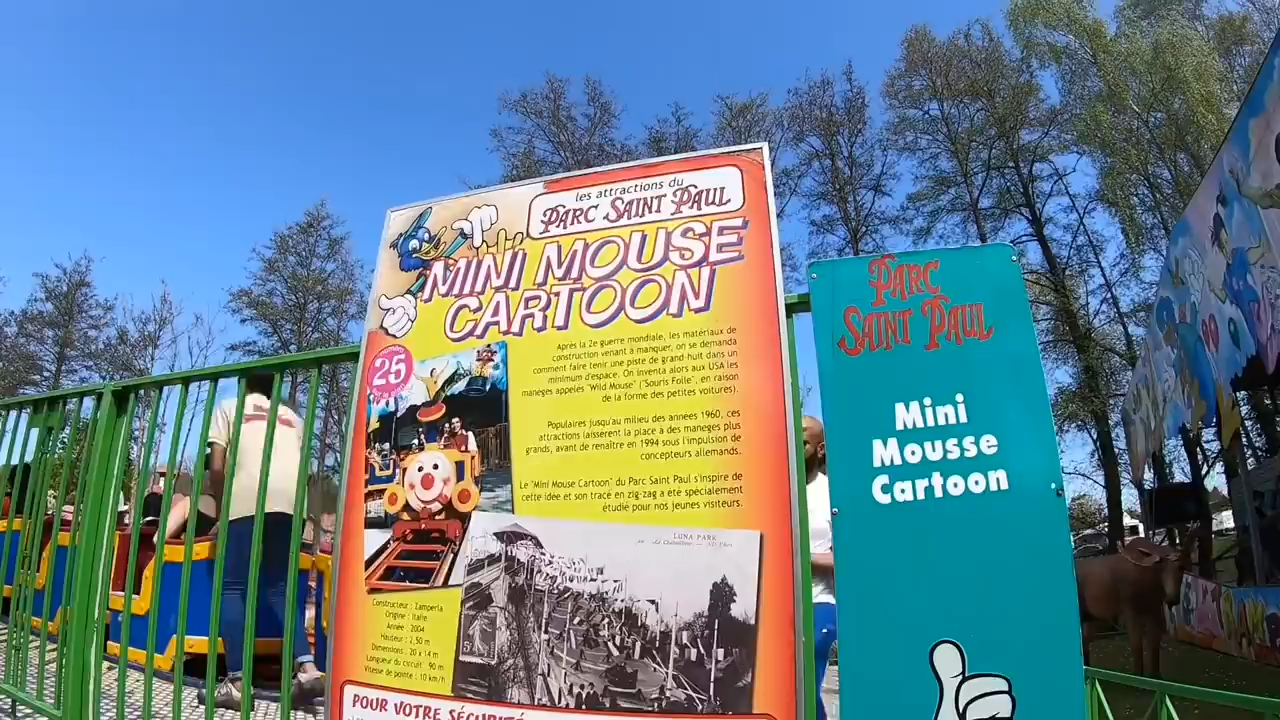 les attractions du
PARC SAINT PAUL
MINI MOUSE
CARTOON
numéro
25
Après la 2e guerre mondiale, les matériaux de
construction venant à manquer, on se demanda
comment faire tenir une piste de grand-huit dans un
minimum d'espace. On inventa alors aux USA les
manèges appelés "Wild Mouse" ("Souris Folle", en raison
de la forme des petites voitures).
Populaires jusqu'au milieu des années 1960, ces
attractions laissèrent la place à des manèges plus
grands, avant de renaître en 1994 sous l'impulsion de
concepteurs allemands.
Le "Mini Mouse Cartoon" du Parc Saint Paul s'inspire de
cette idée et son tracé en zig-zag a été spécialement
étudié pour nos jeunes visiteurs.
LUNA PARK
Constructeur : Zamperla
Origine : Italie
Année : 2004
Hauteur : 2,50 m
Dimensions : 20 x 14 m
Longueur du circuit : 90 m
Vitesse de pointe : 10 km/h
POUR VOTRE SÉCURITÉ
PARC
SAINT PAUL
Mini
Mousse
Cartoon